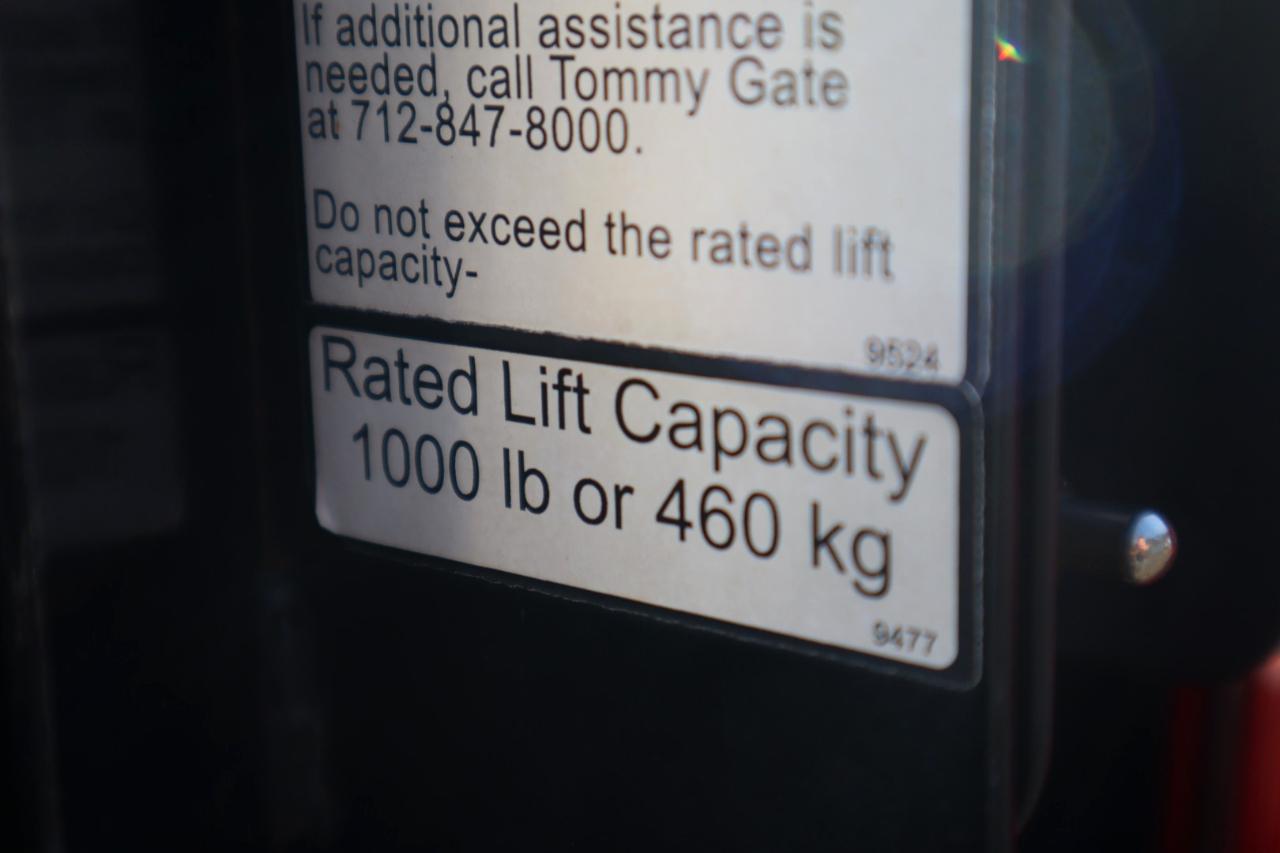 If additional assistance is
needed, call Tommy Gate
at 712-847-8000.
Do not exceed the rated lift
capacity-
9524
Rated Lift Capacity
1000 lb or 460 kg
9477